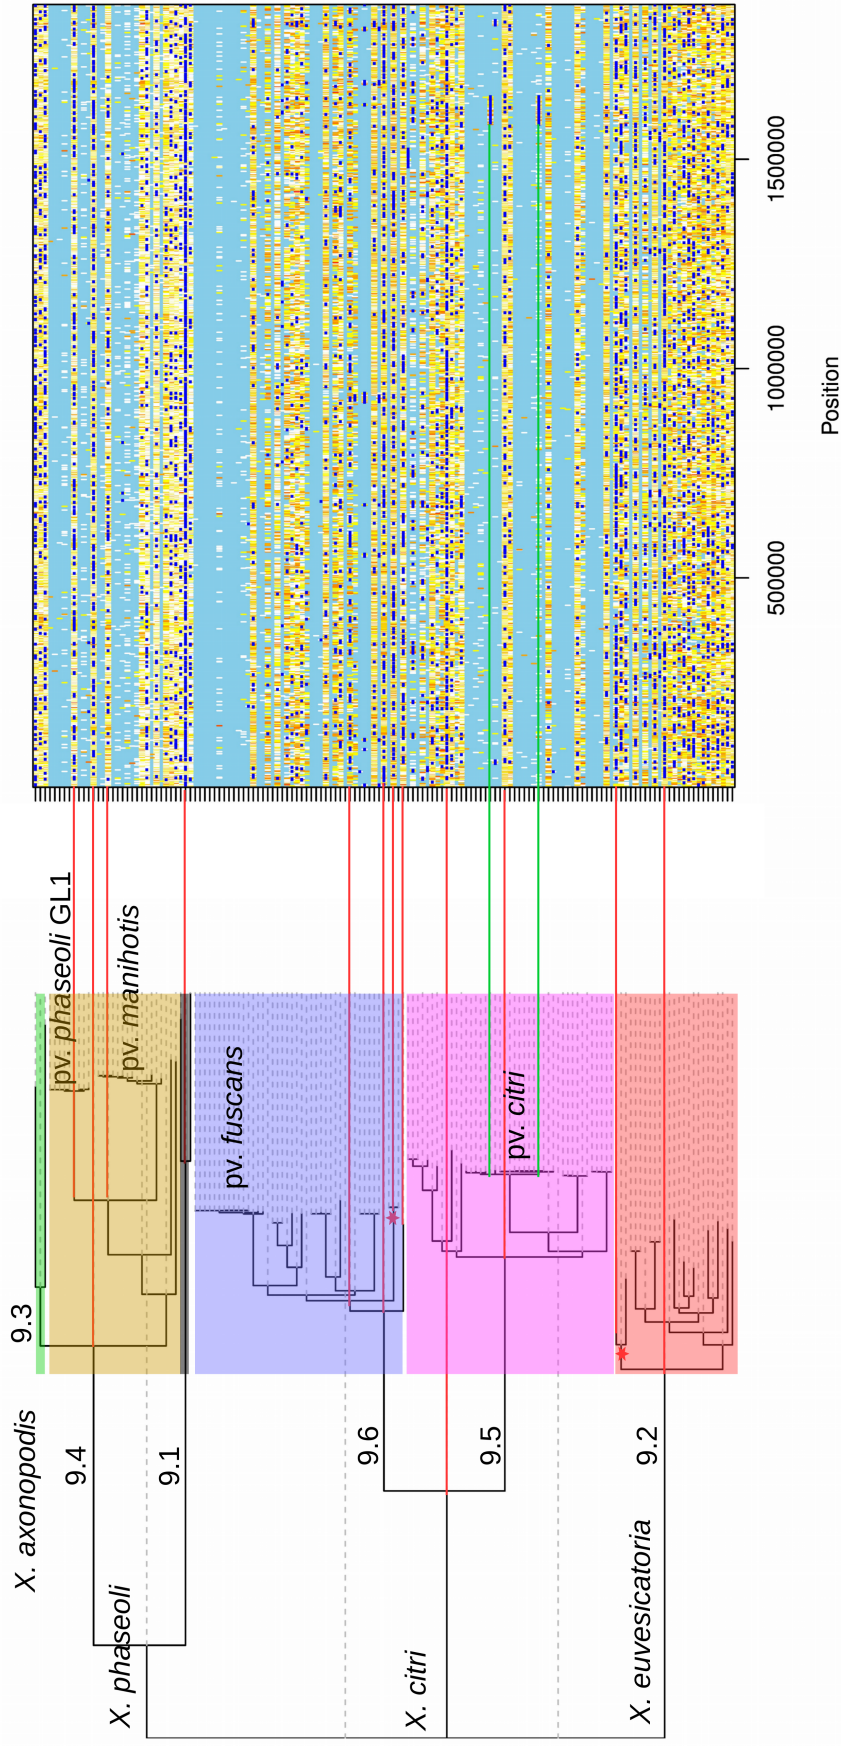 X. axonopodis
9.3
X. phaseoli
9.4
9.1
pv. phaseoli GL1
pv. manihotis
pv. fuscans
X. citri
9.6
9.5
pv. citri
X. euvesicatoria
9.2
500000
1000000
1500000
Position